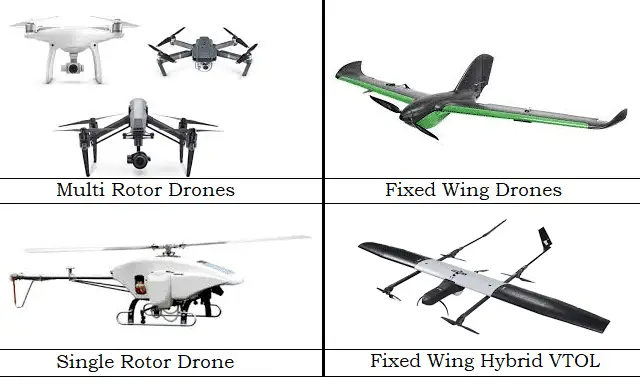 Multi Rotor Drones
Fixed Wing Drones
Single Rotor Drone
Fixed Wing Hybrid VTOL